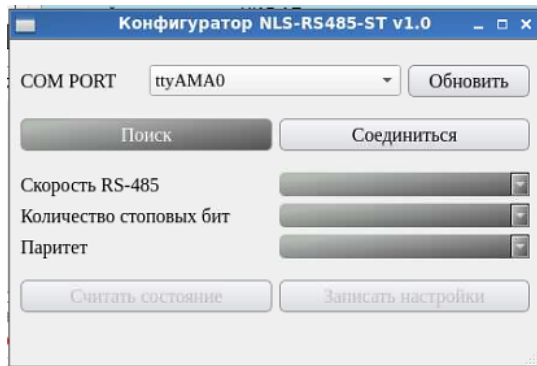 Конфигуратор NLS-RS485-ST v1.0
COM PORT ttyAMA0 Обновить
Поиск Соединиться
Скорость RS-485
Количество стоповых бит
Паритет
Считать состояние Записать настройки